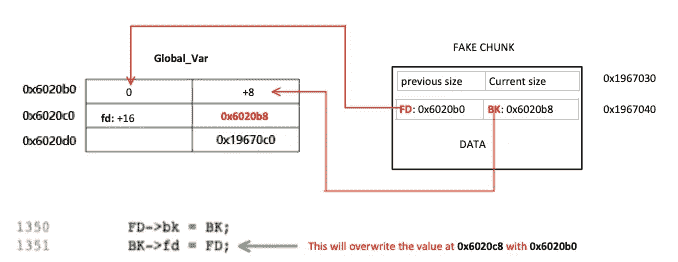 FAKE CHUNK
Global_Var
previous size Current size 0x1967030
0x6020b0 0 +8
FD: 0x6020b0 BK: 0x6020b8 0x1967040
0x6020c0 fd: +16 0x6020b8
0x6020d0 0x19670c0
DATA
1350 FD->bk = BK;
1351 BK->fd = FD; This will overwrite the value at 0x6020c8 with 0x6020b0